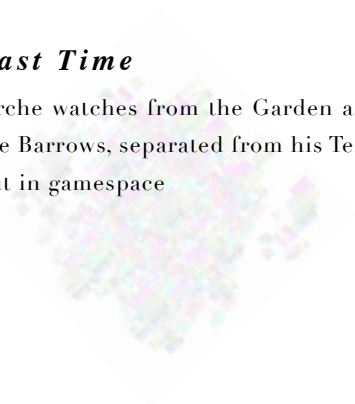 ast Time
rche watches from the Garden a
e Barrows, separated from his Te
t in gamespace